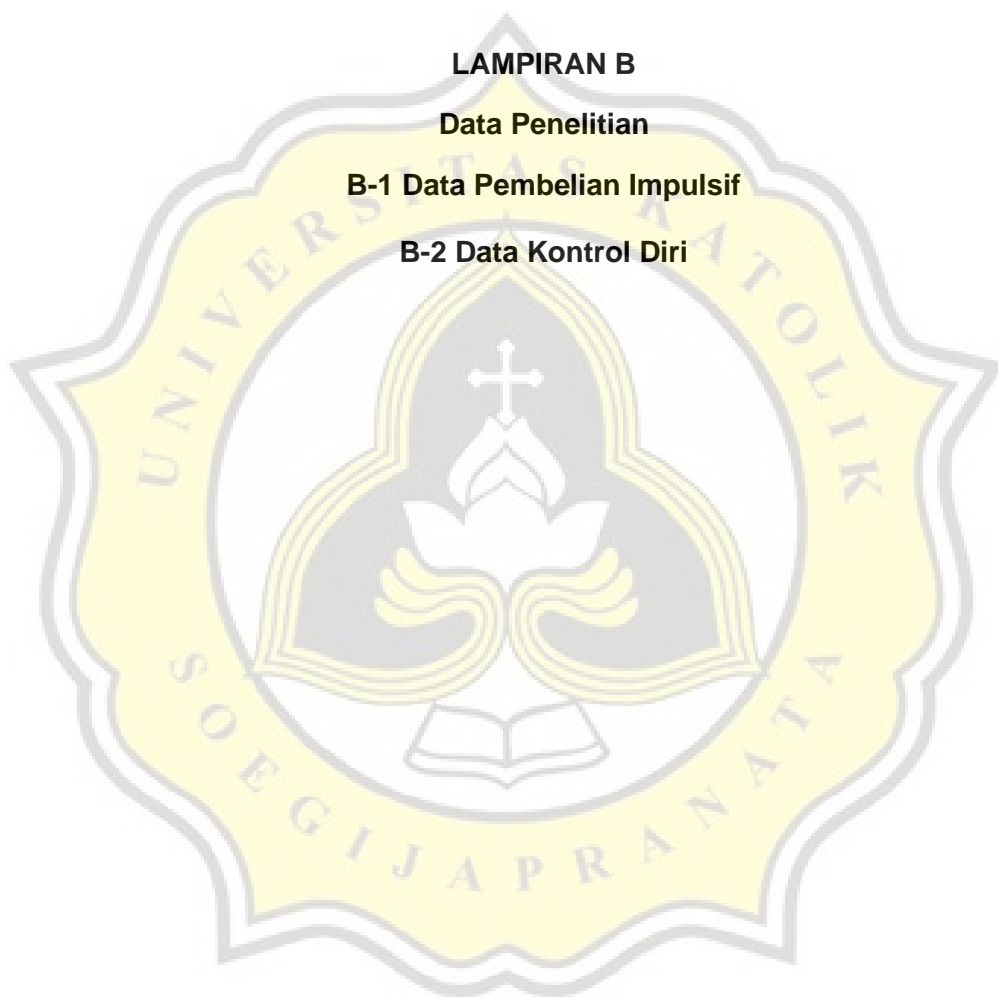 LAMPIRAN B
Data Penelitian
B-1 Data Pembelian Impulsif
B-2 Data Kontrol Diri
UNIVERSITAS KATOLIK
SOEGIJAPRANATA